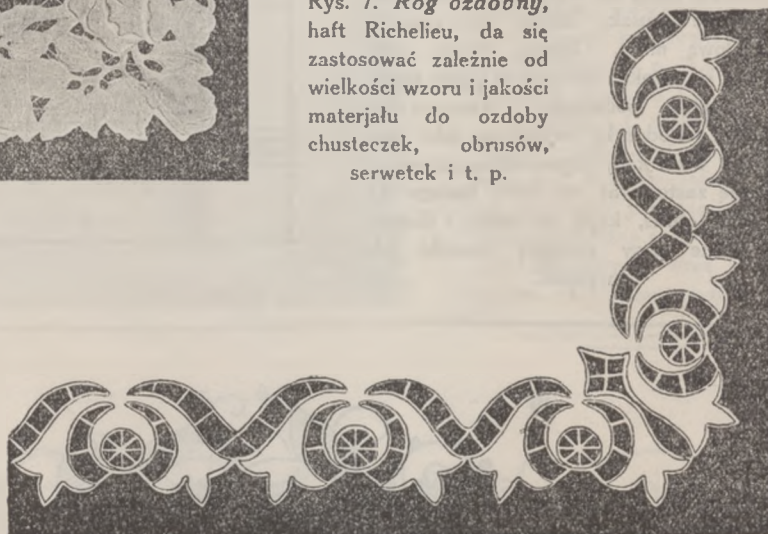 Rys. 7. Róg ozdobny,
haft Richelieu, da się
zastosować zależnie od
wielkości wzoru i jakości
materjału do ozdoby
chusteczek, obrusów,
serwetek i t. p.